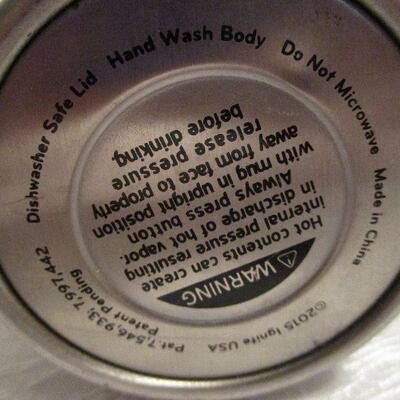 Dishwasher Safe Lid Hand Wash Body Do Not Microwave Made in China
©2015 Ignite USA
Pat. 7,546,933; 7,997,442
Patent Pending
WARNING
Hot contents can create
internal pressure resulting
in discharge of hot vapor.
Always press button
with mug in upright position
away from face to properly
release pressure
before drinking.